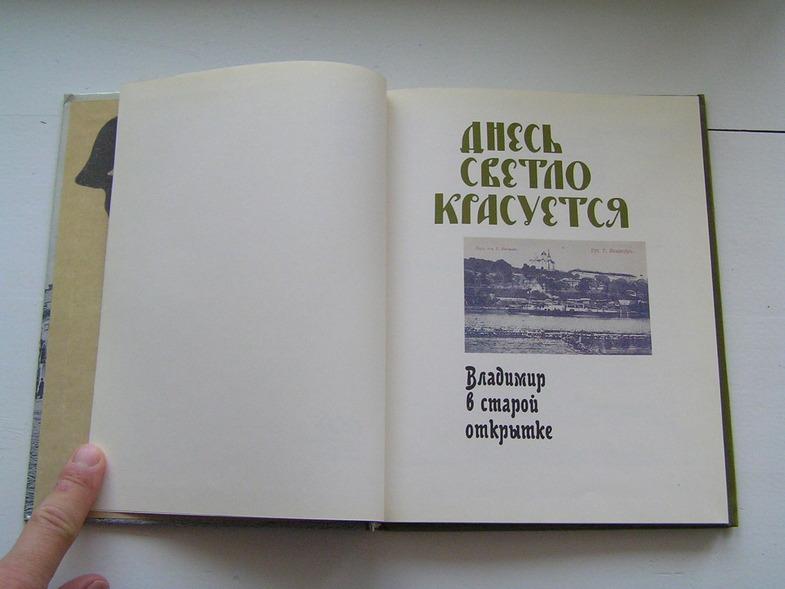 ДНЕСЬ
СВЕТЛО
КРАСУЕТСЯ
Владимир
в старой
открытке